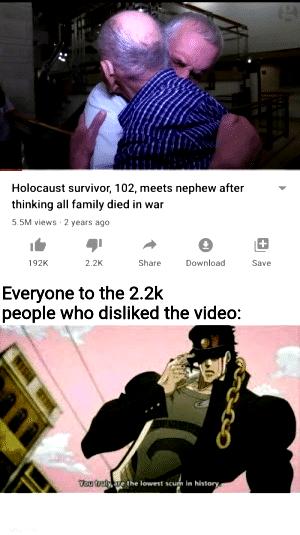 Holocaust survivor, 102, meets nephew after
thinking all family died in war
5.5M views · 2 years ago
192K 2.2K Share Download Save
Everyone to the 2.2k
people who disliked the video:
You truly are the lowest scum in history.